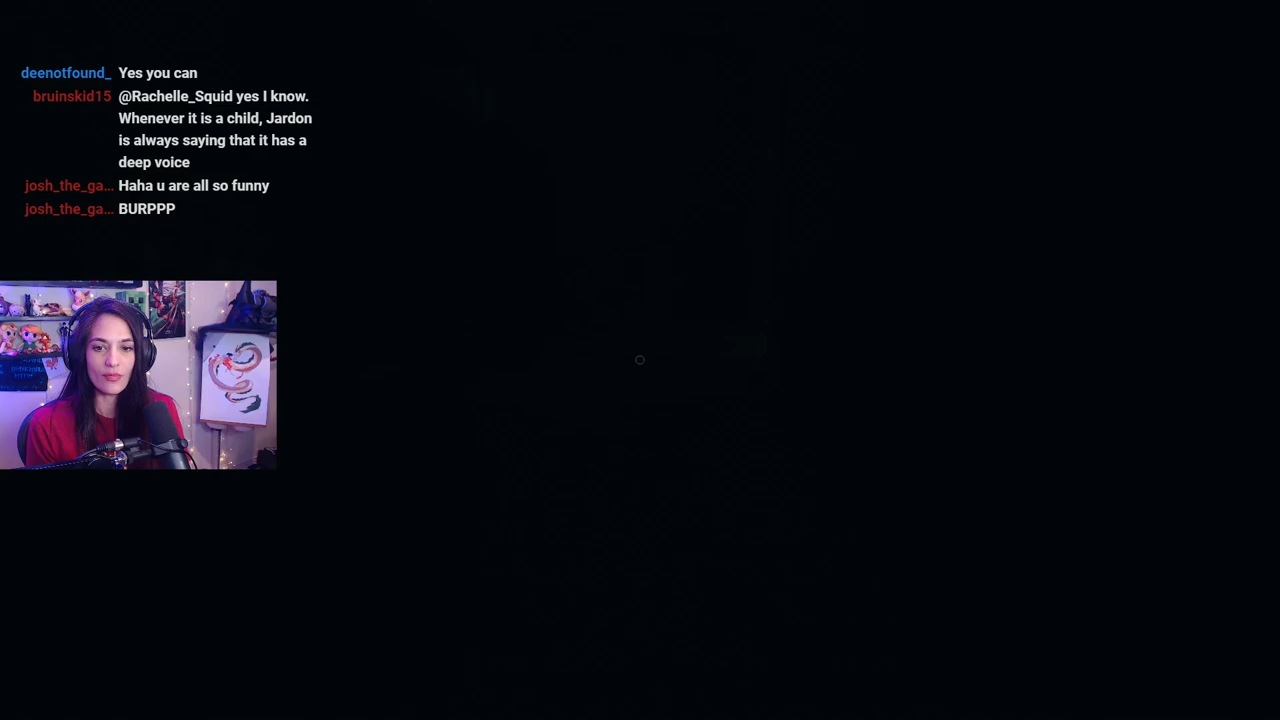 deenotfound_ Yes you can
bruinskid15 @Rachelle_Squid yes I know.
Whenever it is a child, Jardon
is always saying that it has a
deep voice
josh_the_ga... Haha u are all so funny
josh_the_ga... BURPPP